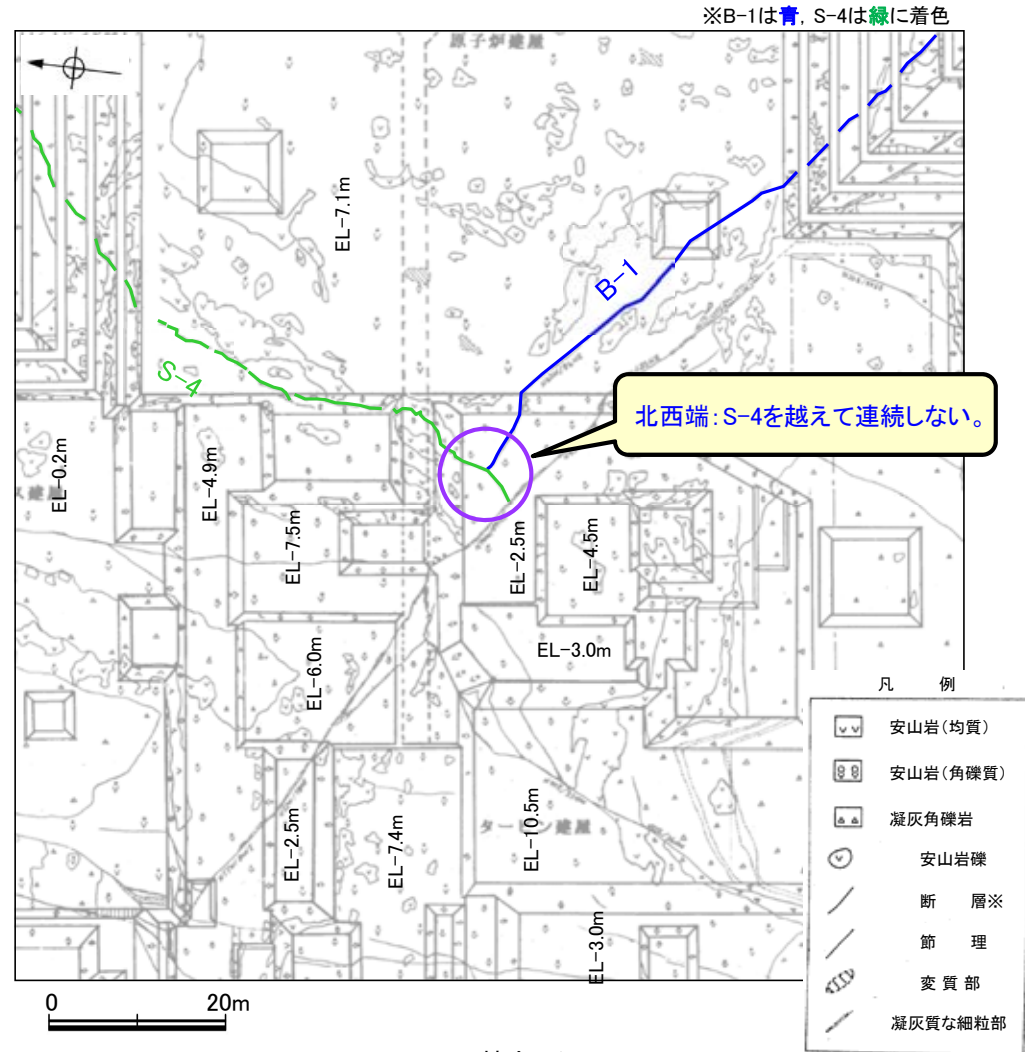 ※B-1は青，S-4は緑に着色
原子炉建屋
EL-7.1m
B-1
S-4
北西端：S-4を越えて連続しない。
EL-0.2m
ス建屋
EL-4.9m
EL-7.5m
EL-2.5m
EL-4.5m
EL-6.0m
EL-3.0m
EL-2.5m
EL-7.4m
EL-10.5m
タービン建屋
EL-3.0m
凡 例
安山岩(均質)
安山岩(角礫質)
凝灰角礫岩
安山岩礫
断 層※
節 理
変質部
凝灰質な細粒部
0 20m